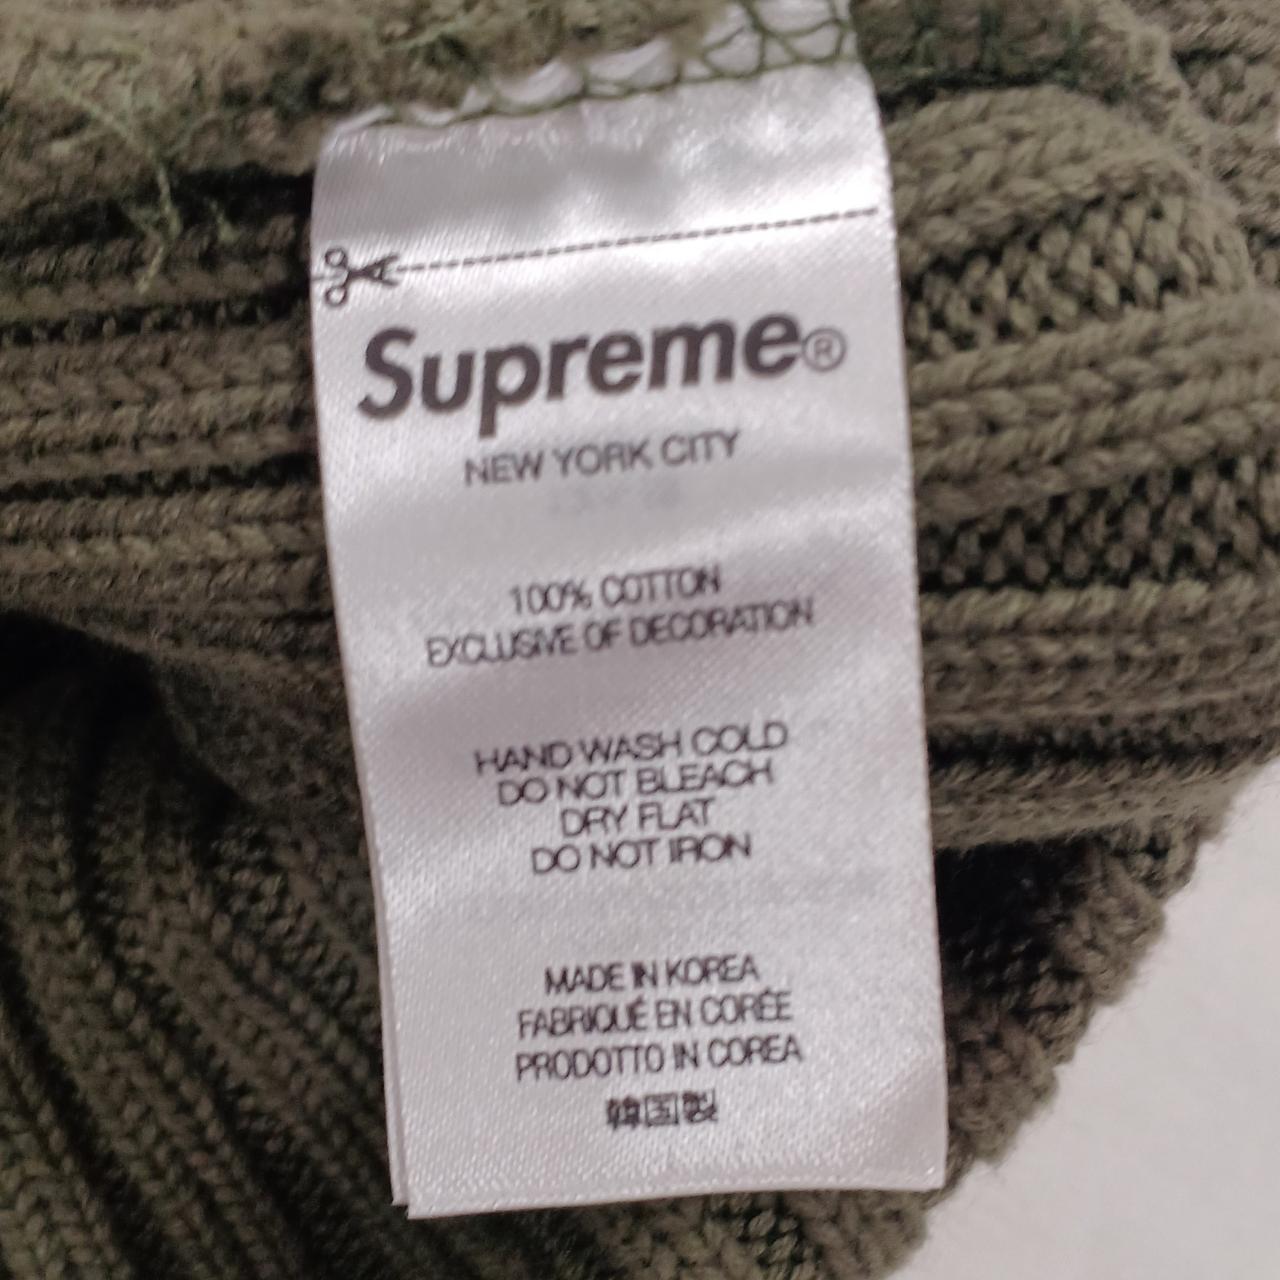 Supreme®
NEW YORK CITY
100% COTTON
EXCLUSIVE OF DECORATION
HAND WASH COLD
DO NOT BLEACH
DRY FLAT
DO NOT IRON
MADE IN KOREA
FABRIQUÉ EN CORÉE
PRODOTTO IN COREA
韓国製